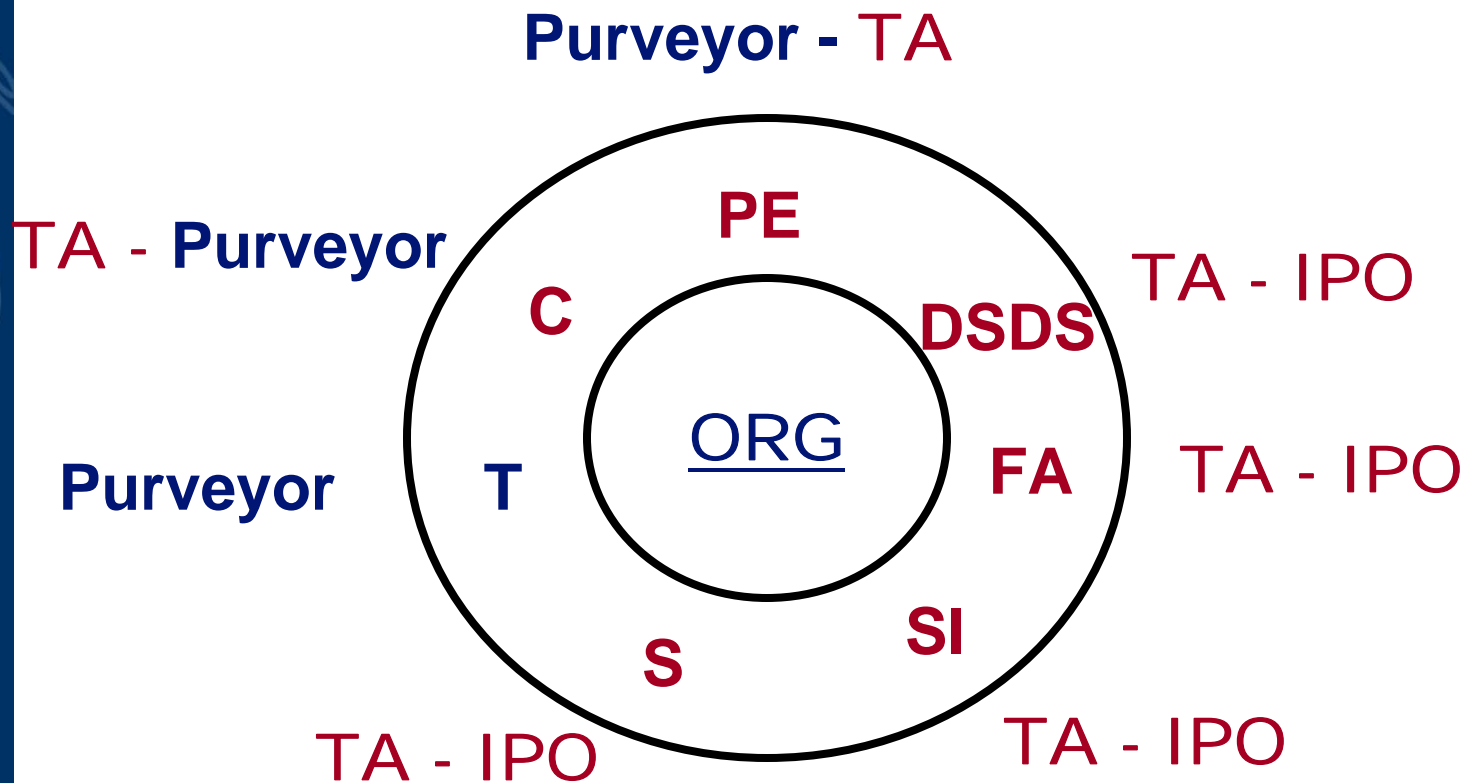 Purveyor - TA
PE
TA - Purveyor
TA - IPO
C
DSDS
ORG
FA
TA - IPO
Purveyor
T
SI
S
TA - IPO
TA - IPO